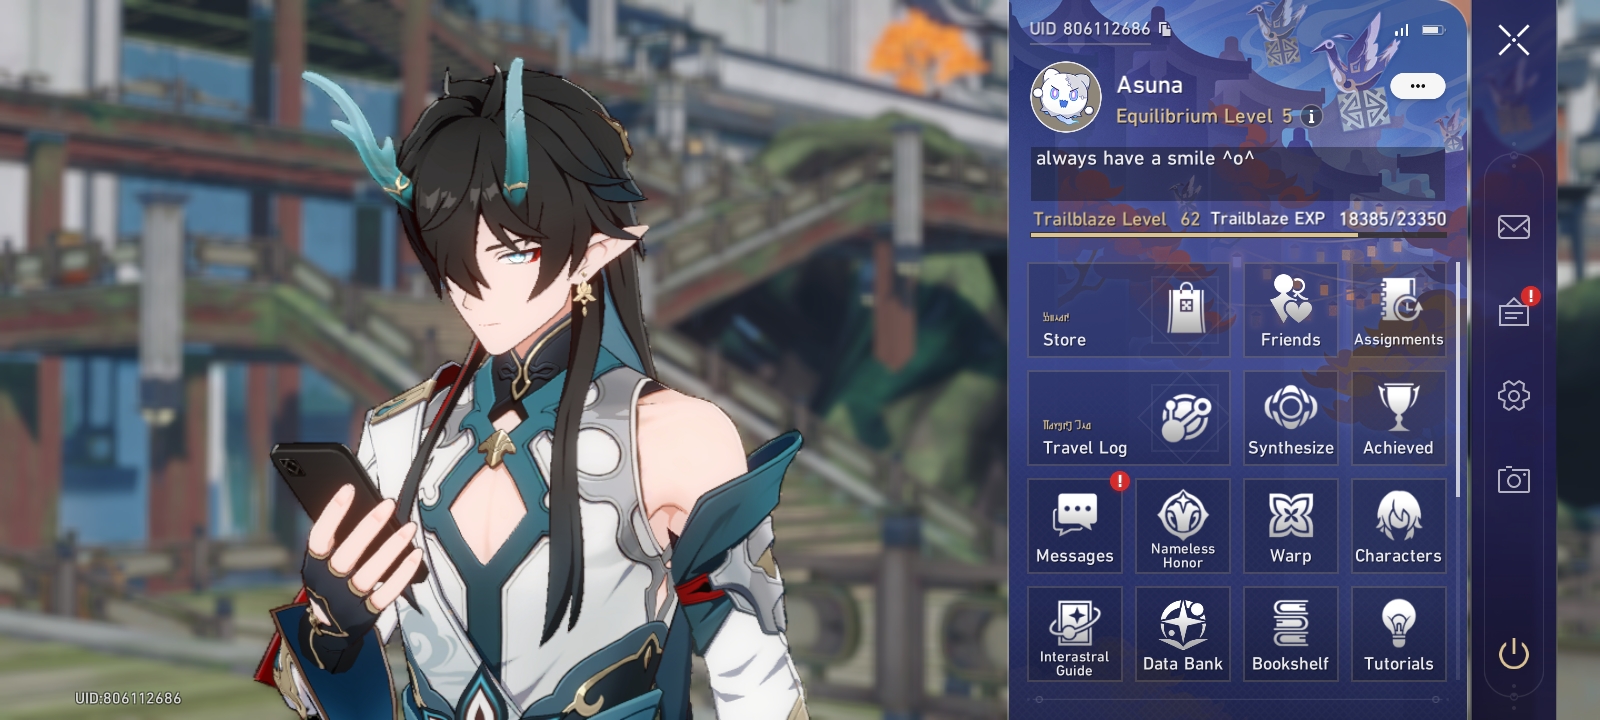 UID 806112686
Asuna
Equilibrium Level 5
always have a smile ^o^
Trailblaze Level 62 Trailblaze EXP 18385/23350
Store
Friends
Assignments
Travel Log
Synthesize
Achieved
Messages
Nameless
Honor
Warp
Characters
Interastral
Guide
Data Bank
Bookshelf
Tutorials
UID:806112686